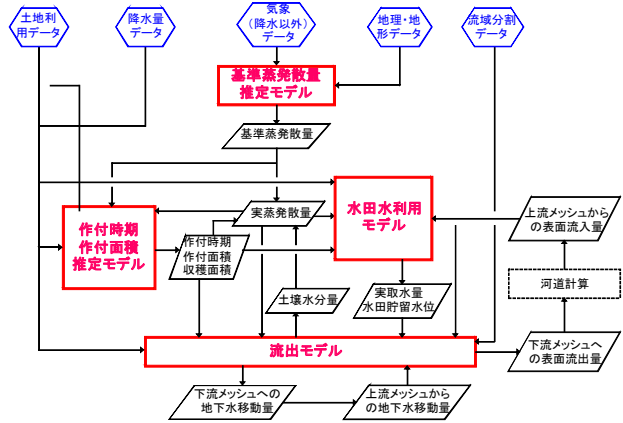 土地利
用データ
降水量
データ
気象
(降水以外)
データ
地理・地
形データ
流域分割
データ
基準蒸発散量
推定モデル
基準蒸発散量
作付時期
作付面積
推定モデル
実蒸発散量
作付時期
作付面積
収穫面積
水田水利用
モデル
上流メッシュから
の表面流入量
土壌水分量
実取水量
水田貯留水位
河道計算
流出モデル
下流メッシュへ
の表面流出量
下流メッシュへの
地下水移動量
上流メッシュから
の地下水移動量